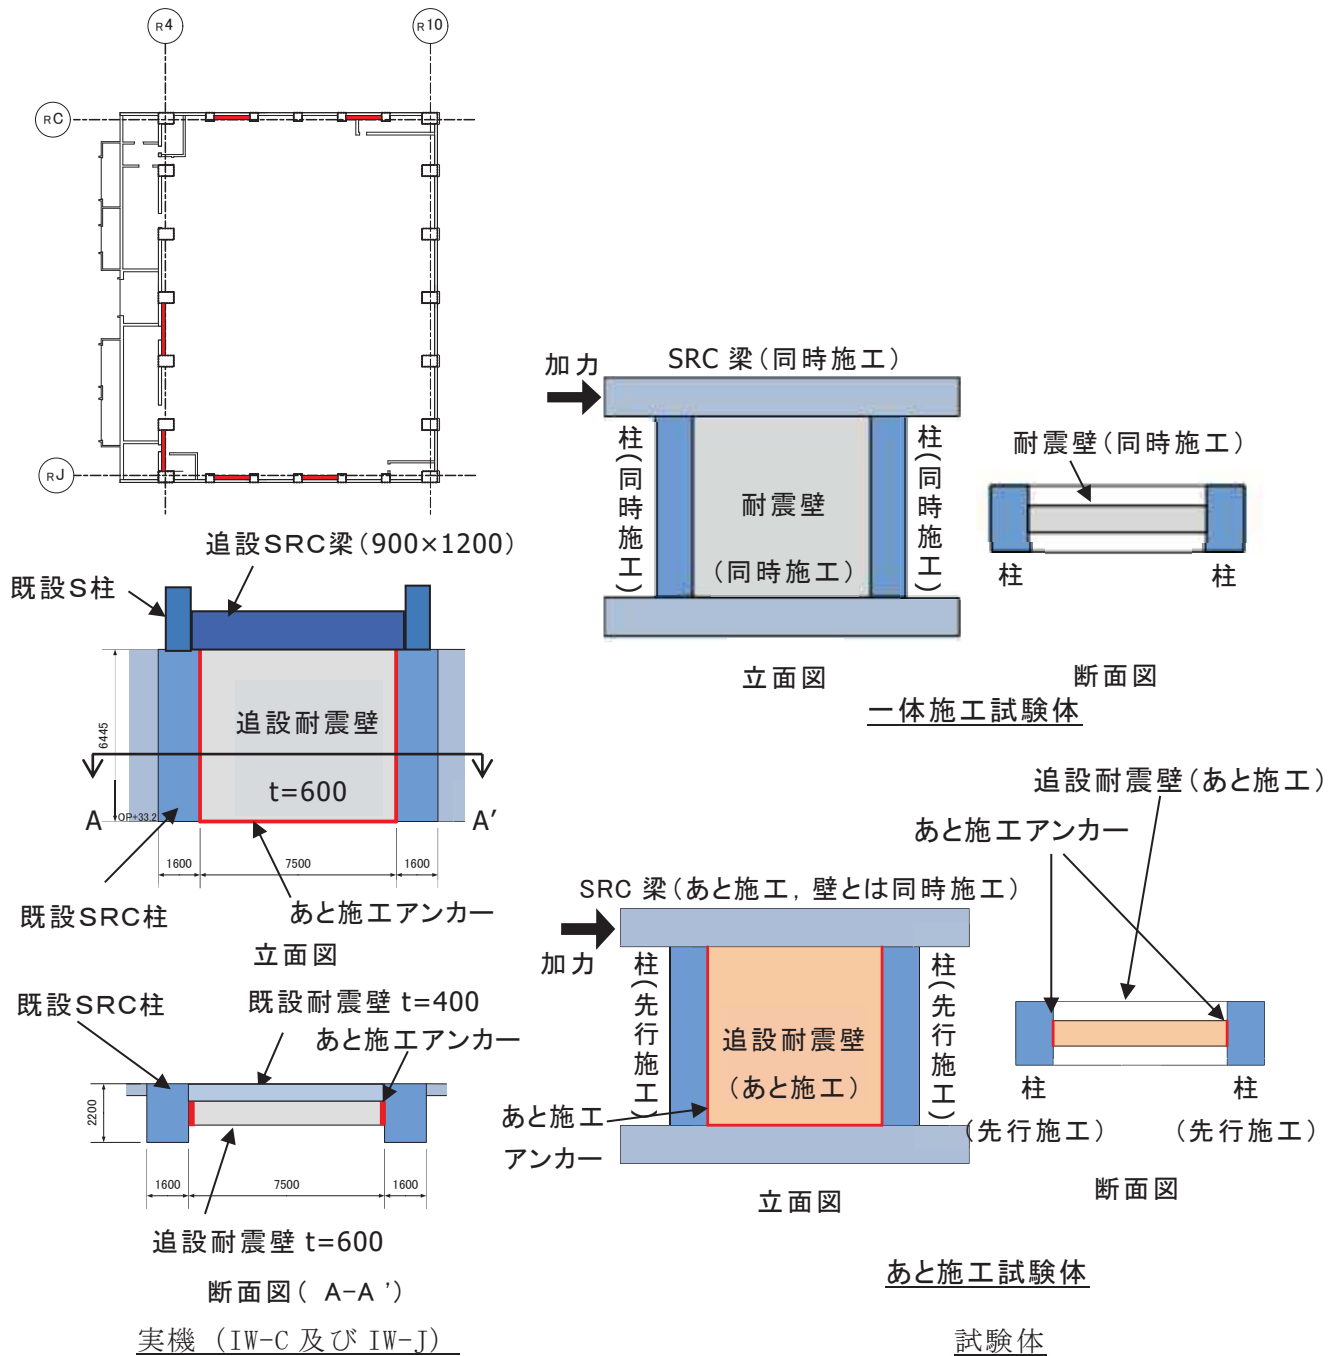 R4
R10
RC
RJ
追設SRC梁(900×1200)
既設S柱
6445
追設耐震壁
t=600
A
OP+33.2
A'
1600
7500
1600
既設SRC柱
あと施工アンカー
立面図
既設SRC柱
既設耐震壁 t=400
あと施工アンカー
2200
1600
7500
1600
追設耐震壁 t=600
断面図( A-A ')
実機 (IW-C 及び IW-J)
加力
SRC 梁(同時施工)
柱(同時施工)
耐震壁
(同時施工)
柱(同時施工)
立面図
耐震壁(同時施工)
柱
柱
断面図
一体施工試験体
追設耐震壁(あと施工)
あと施工アンカー
SRC 梁(あと施工, 壁とは同時施工)
加力
柱(先行施工)
追設耐震壁
(あと施工)
柱(先行施工)
あと施工
アンカー
立面図
柱
(先行施工)
柱
(先行施工)
断面図
あと施工試験体
試験体